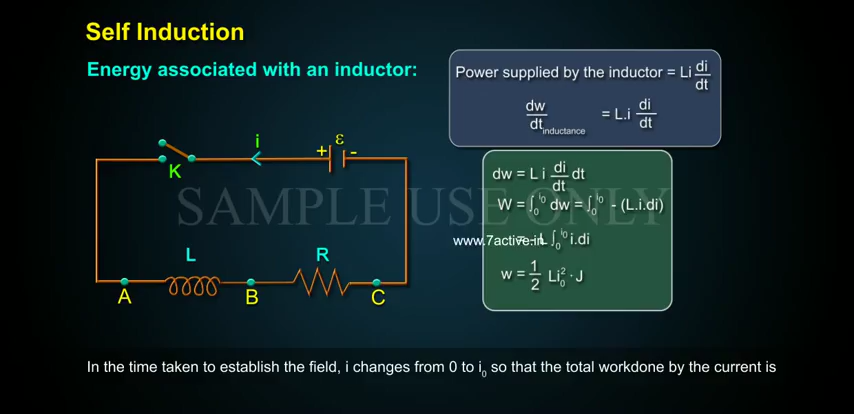 Self Induction
Energy associated with an inductor:
Power supplied by the inductor = Li di/dt
dw/dt inductance = L.i di/dt
dw = L i di/dt dt
W = ∫₀^i₀ dw = ∫₀^i₀ - (L.i.di)
= - L ∫₀^i₀ i.di
w = 1/2 Li₀² · J
K
i
+ ε -
L
R
A
B
C
SAMPLE USE ONLY
www.7active.in
In the time taken to establish the field, i changes from 0 to i₀ so that the total workdone by the current is